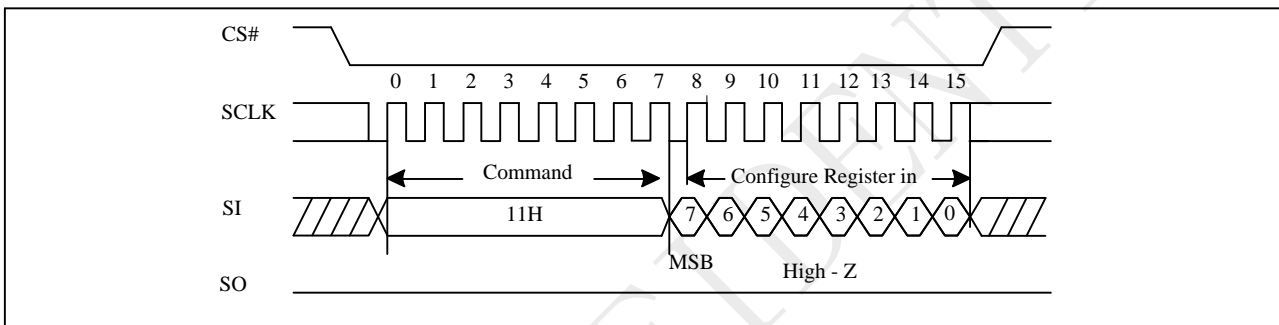 CS#
0 1 2 3 4 5 6 7 8 9 10 11 12 13 14 15
SCLK
Command Configure Register in
SI 11H 7 6 5 4 3 2 1 0
MSB High - Z
SO